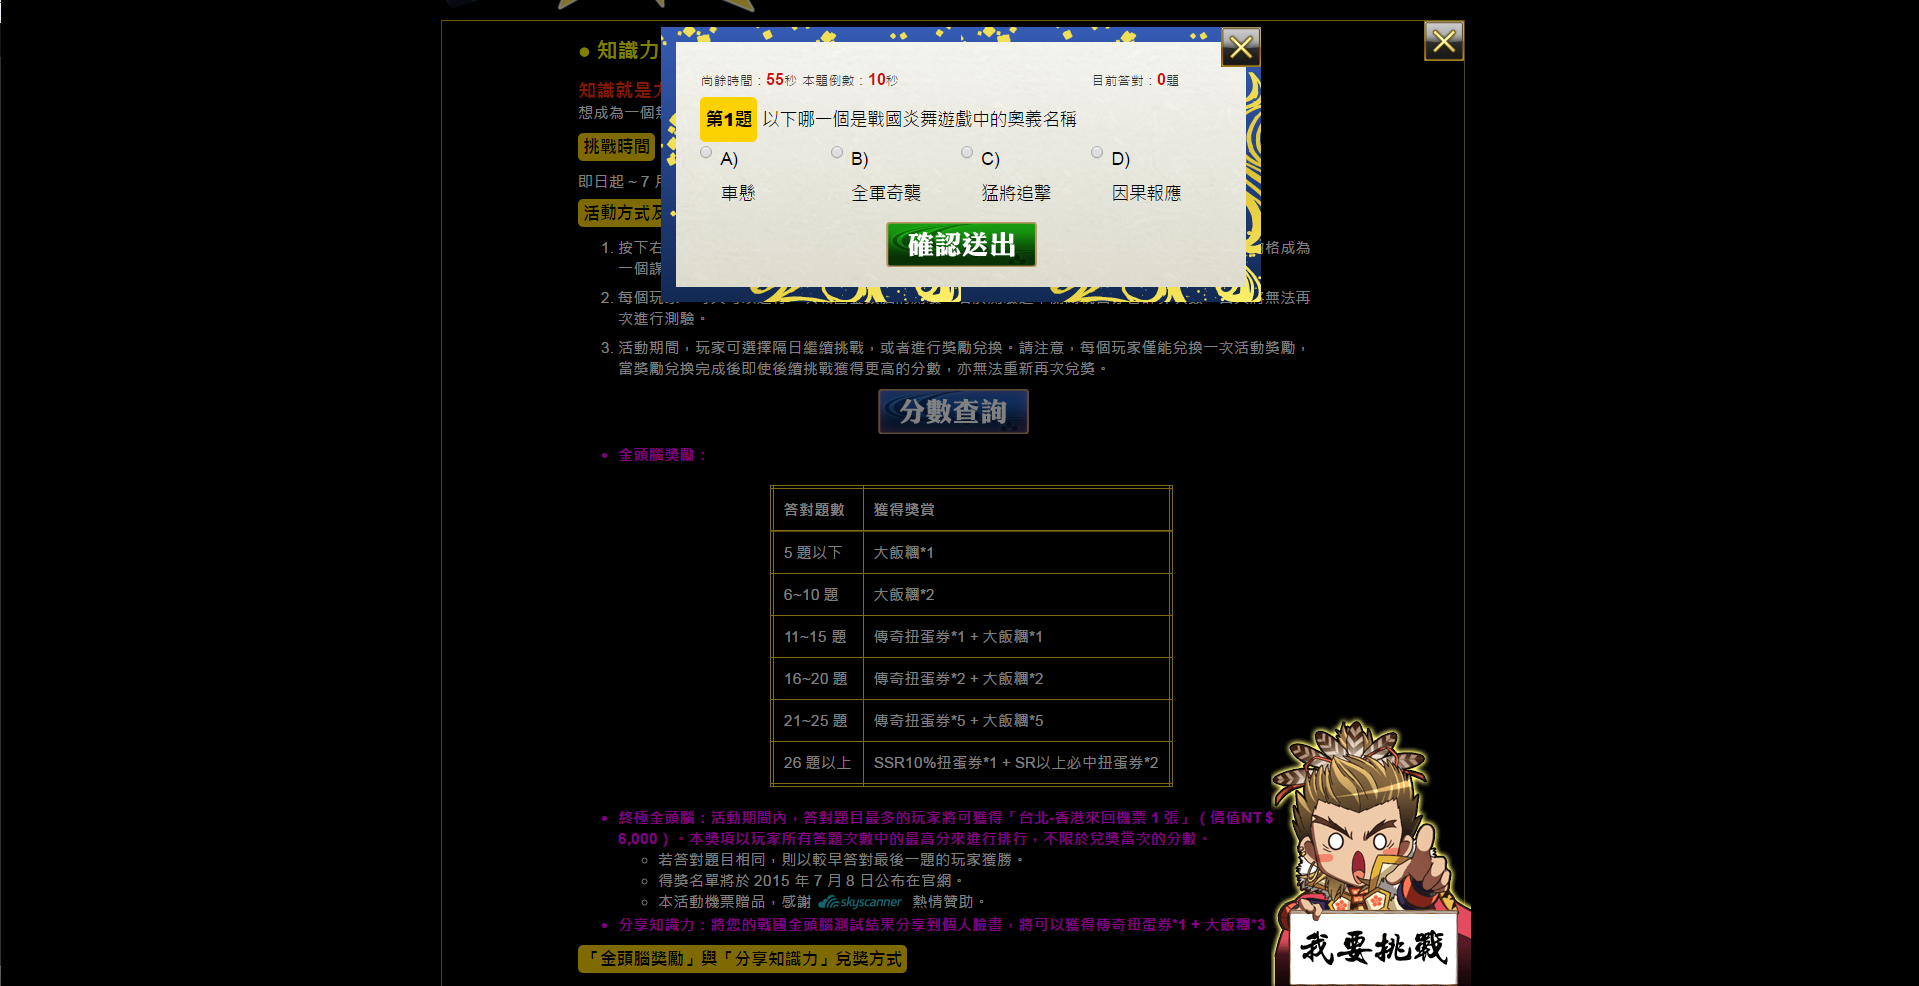 ● 知識力
知識就是
想成為一個
挑戰時間
即日起 ~ 7
活動方式及
尚餘時間：55秒 本題倒數：10秒
目前答對：0題
第1題 以下哪一個是戰國炎舞遊戲中的奧義名稱
A) B) C) D)
車懸 全軍奇襲 猛將追擊 因果報應
確認送出
1. 按下右 格成為
一個
2. 每個玩 無法再
次進行測驗。
3. 活動期間，玩家可選擇隔日繼續挑戰，或者進行獎勵兌換。請注意，每個玩家僅能兌換一次活動獎勵，
當獎勵兌換完成後即使後續挑戰獲得更高的分數，亦無法重新再次兌獎。
分數查詢
• 金頭腦獎勵：
答對題數 獲得獎賞
5 題以下 大飯糰*1
6~10 題 大飯糰*2
11~15 題 傳奇扭蛋券*1 + 大飯糰*1
16~20 題 傳奇扭蛋券*2 + 大飯糰*2
21~25 題 傳奇扭蛋券*5 + 大飯糰*5
26 題以上 SSR10%扭蛋券*1 + SR以上必中扭蛋券*2
• 終極金頭腦：活動期間內，答對題目最多的玩家將可獲得「台北-香港來回機票 1 張」（價值NT$
6,000）。本獎項以玩家所有答題次數中的最高分來進行排行，不限於兌獎當次的分數。
若答對題目相同，則以較早答對最後一題的玩家獲勝。
得獎名單將於 2015 年 7 月 8 日公布在官網。
本活動機票贈品，感謝 skyscanner 熱情贊助。
• 分享知識力：將您的戰國金頭腦測試結果分享到個人臉書，將可以獲得傳奇扭蛋券*1 + 大飯糰*3
「金頭腦獎勵」與「分享知識力」兌獎方式
我要挑戰